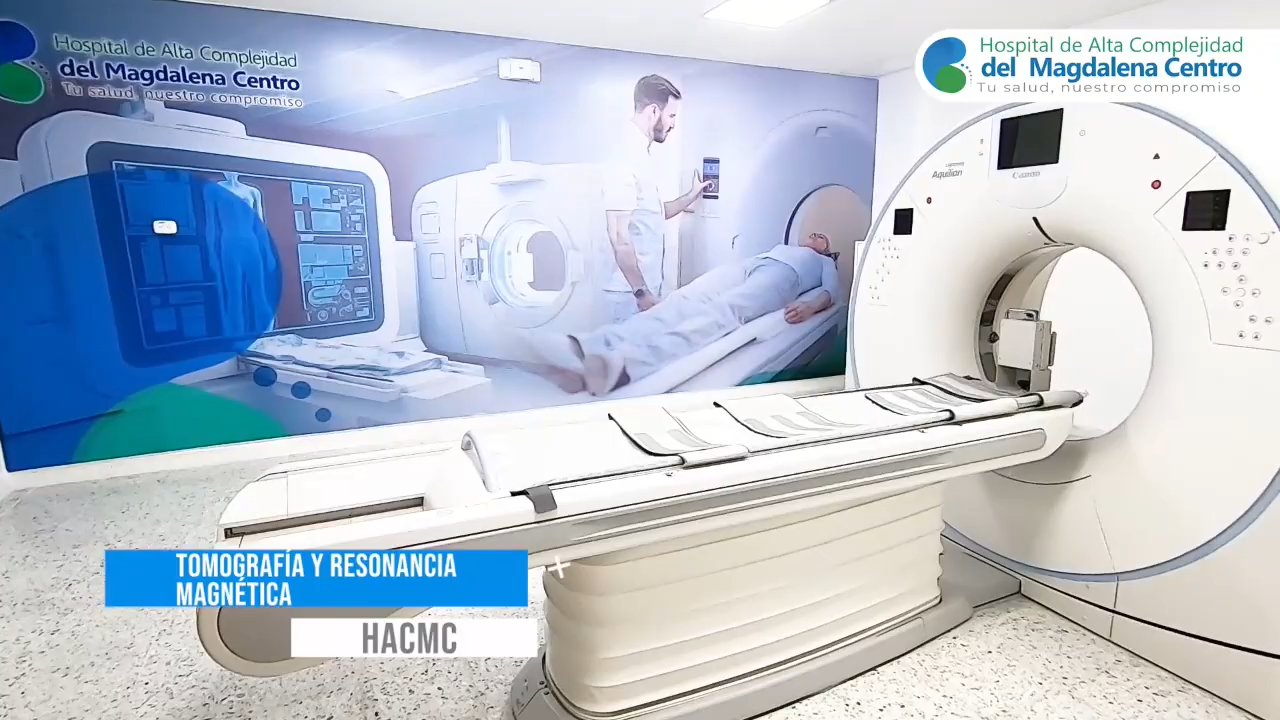 Hospital de Alta Complejidad
del Magdalena Centro
Tu salud, nuestro compromiso
Hospital de Alta Complejidad
del Magdalena Centro
Tu salud, nuestro compromiso
Aquilion
Canon
TOMOGRAFÍA Y RESONANCIA
MAGNÉTICA
HACMC